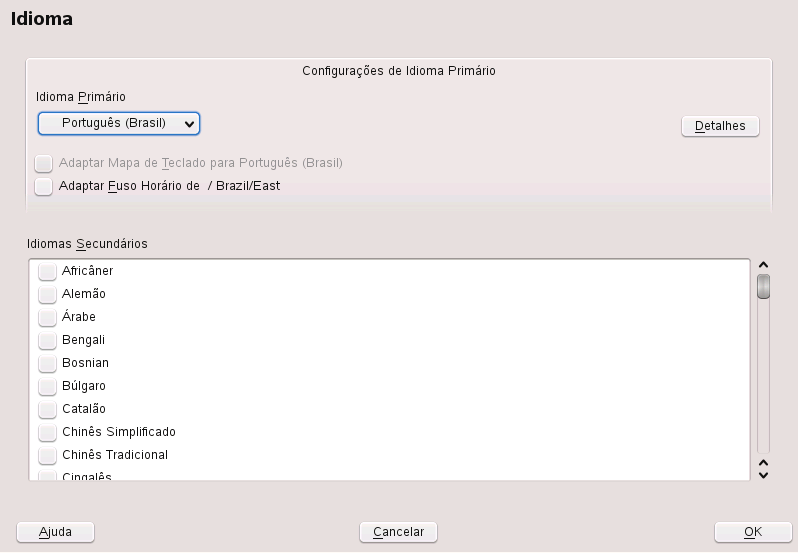 Idioma
Configurações de Idioma Primário
Idioma Primário
Português (Brasil)
Detalhes
Adaptar Mapa de Teclado para Português (Brasil)
Adaptar Fuso Horário de / Brazil/East
Idiomas Secundários
Africâner
Alemão
Árabe
Bengali
Bosnian
Búlgaro
Catalão
Chinês Simplificado
Chinês Tradicional
Cingalês
Ajuda
Cancelar
OK